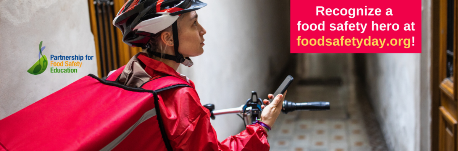 Recognize a
food safety hero at
foodsafetyday.org!
Partnership for
Food Safety
Education